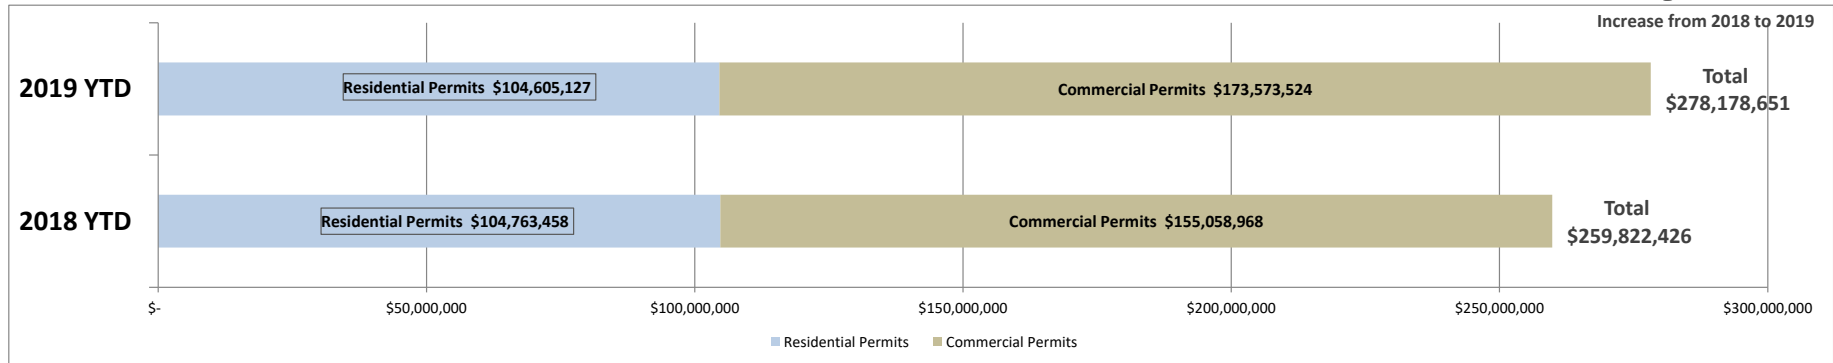 Increase from 2018 to 2019
2019 YTD
Residential Permits $104,605,127
Commercial Permits $173,573,524
Total
$278,178,651
2018 YTD
Residential Permits $104,763,458
Commercial Permits $155,058,968
Total
$259,822,426
$-
$50,000,000
$100,000,000
$150,000,000
$200,000,000
$250,000,000
$300,000,000
Residential Permits
Commercial Permits